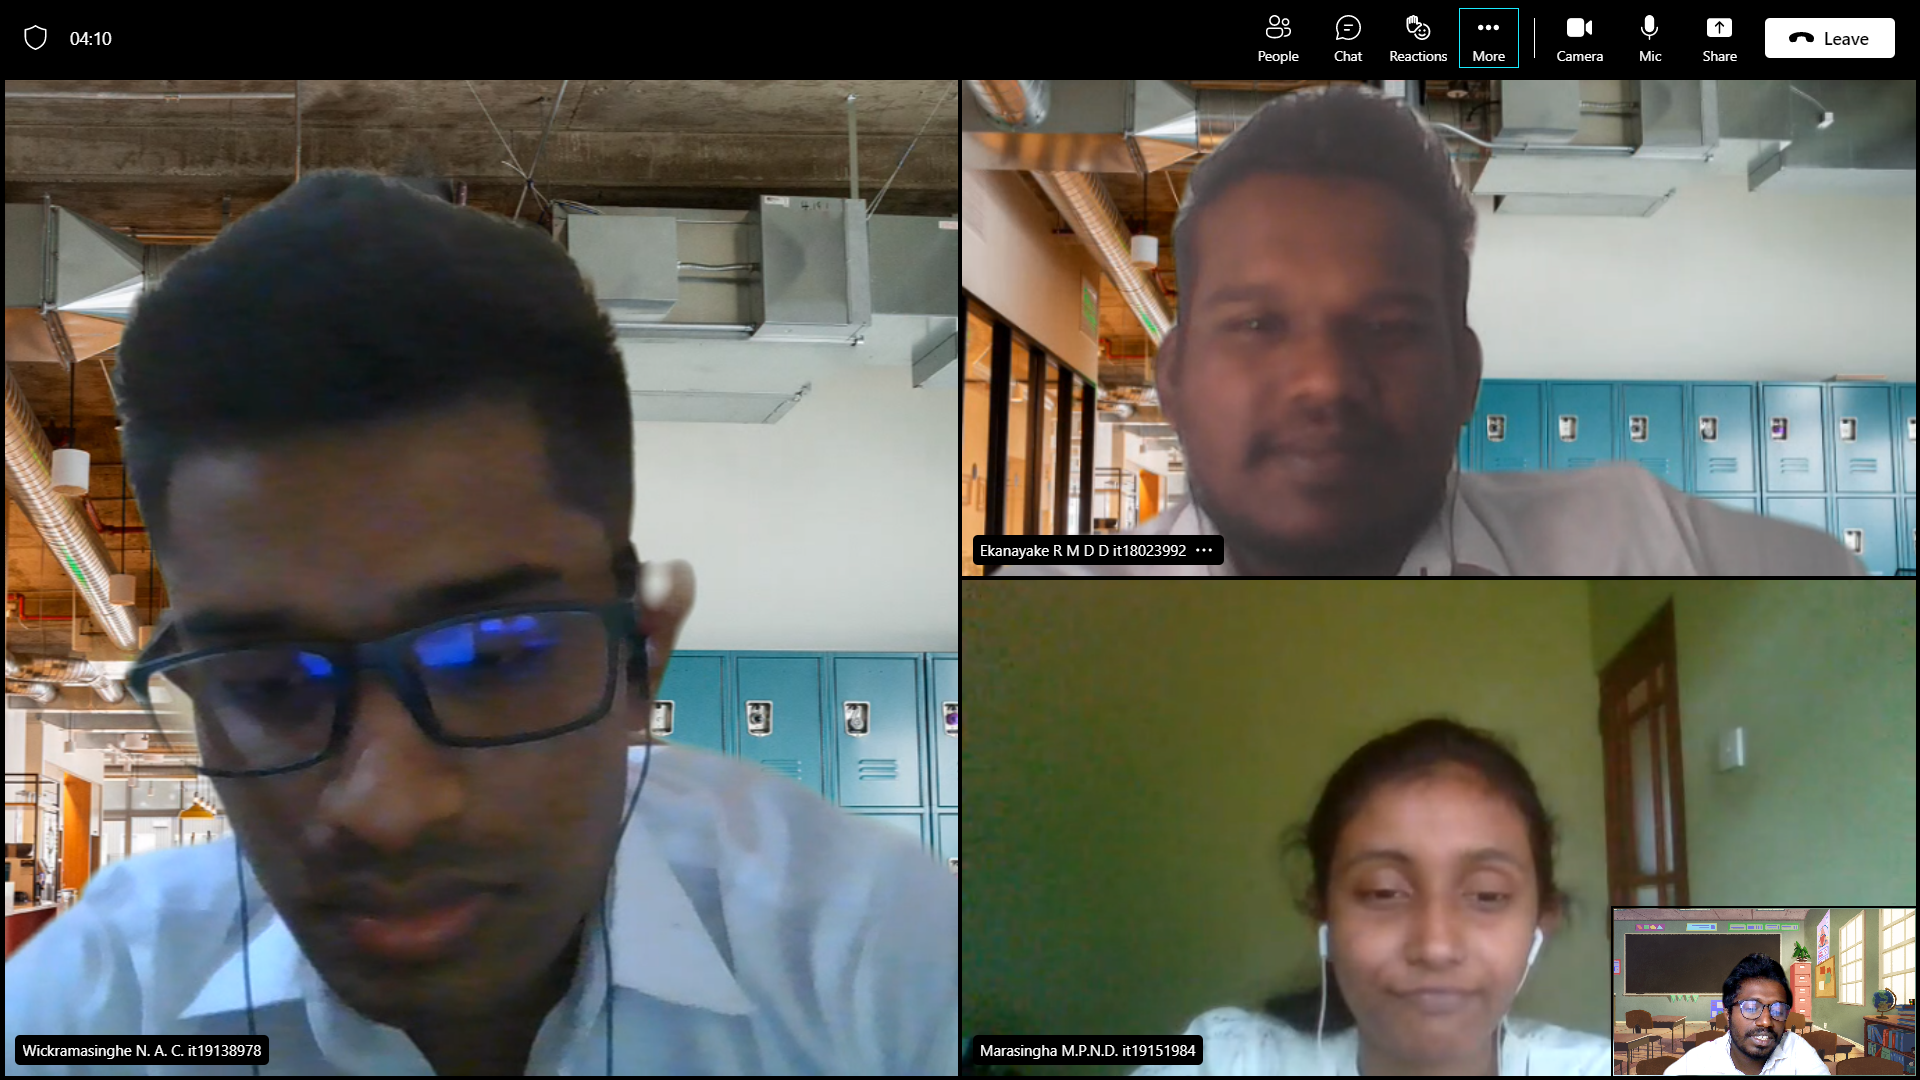 04:10
People
Chat
Reactions
More
Camera
Mic
Share
Leave
Ekanayake R M D D it18023992
Wickramasinghe N. A. C. it19138978
Marasingha M.P.N.D. it19151984